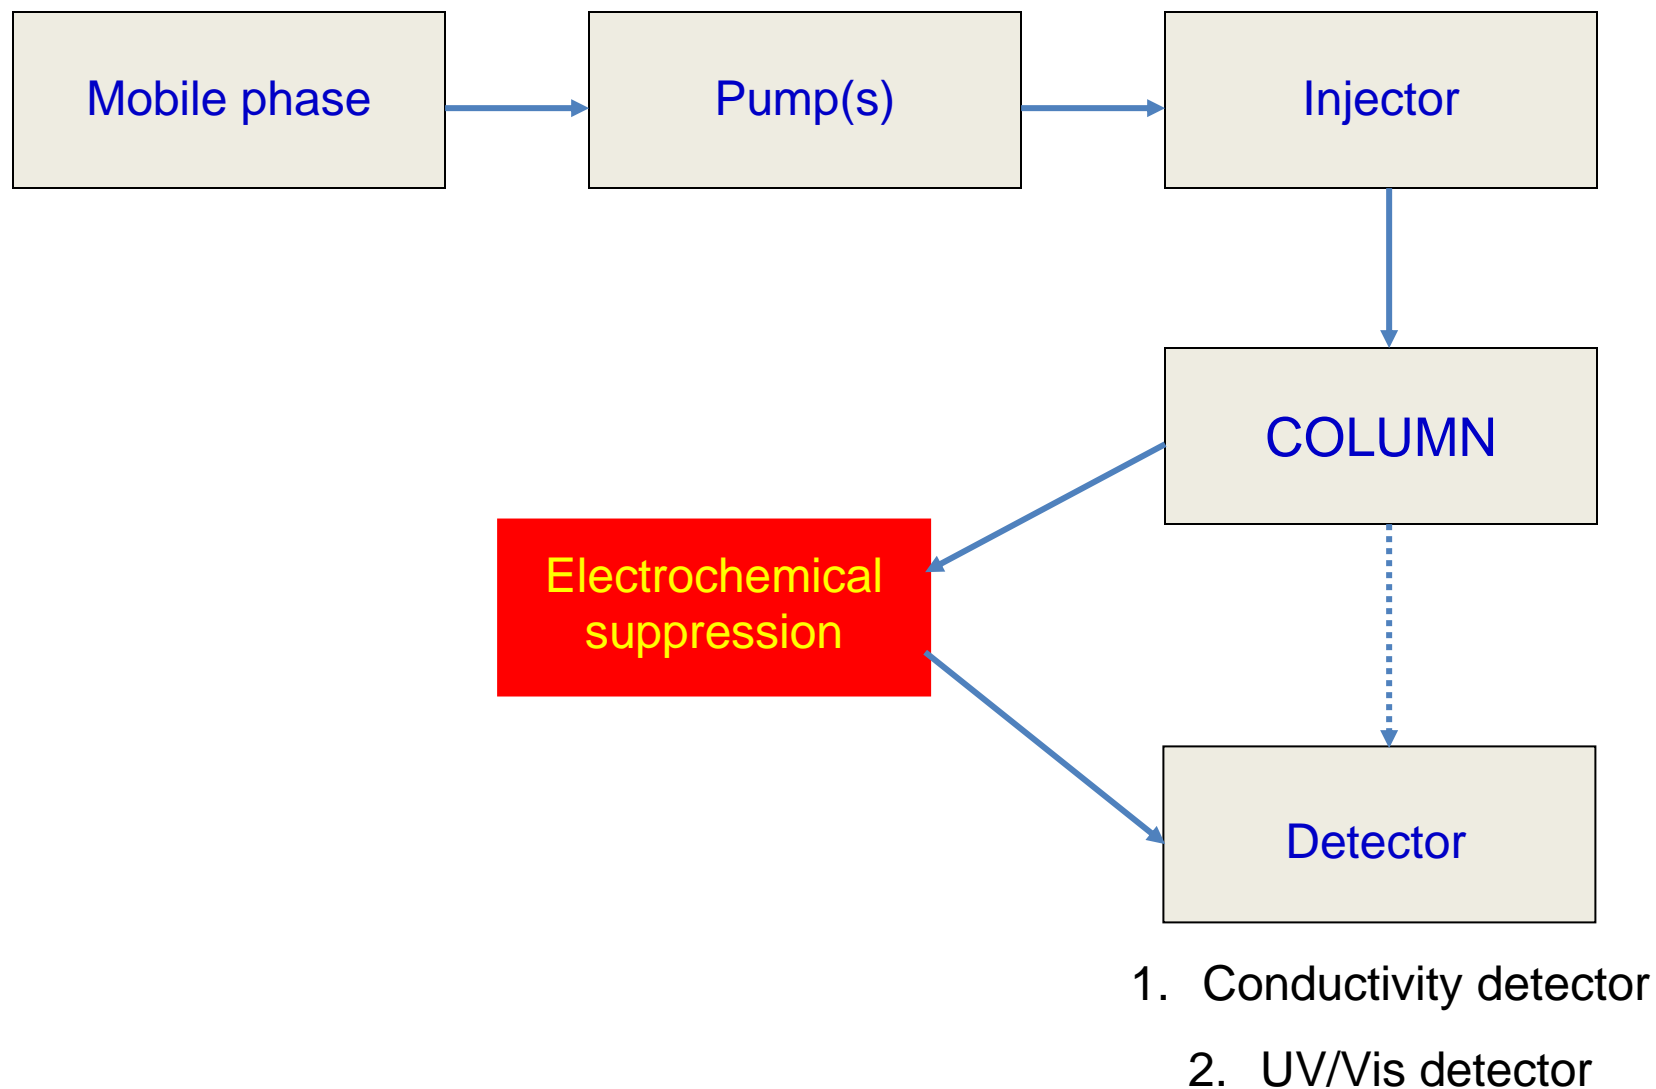 Mobile phase
Pump(s)
Injector
COLUMN
Electrochemical
suppression
Detector
1. Conductivity detector
2. UV/Vis detector